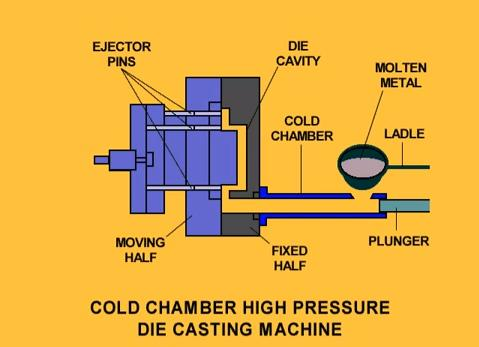 EJECTOR
PINS
DIE
CAVITY
MOLTEN
METAL
COLD
CHAMBER
LADLE
PLUNGER
MOVING
HALF
FIXED
HALF
COLD CHAMBER HIGH PRESSURE
DIE CASTING MACHINE